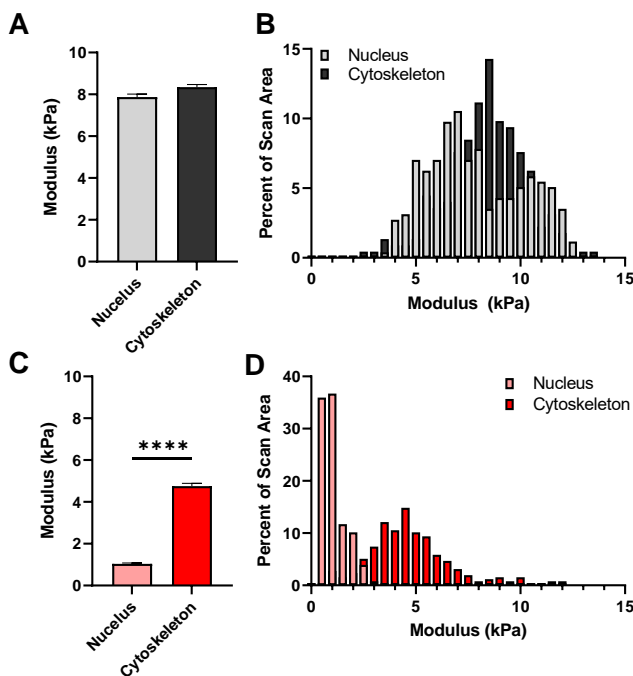 A
Modulus (kPa)
10
8
6
4
2
0
Nucelus
Cytoskeleton
B
Percent of Scan Area
15
10
5
0
Nucleus
Cytoskeleton
0 5 10 15
Modulus (kPa)
C
Modulus (kPa)
10
8
6
4
2
0
****
Nucelus
Cytoskeleton
D
Percent of Scan Area
40
30
20
10
0
Nucleus
Cytoskeleton
0 5 10 15
Modulus (kPa)